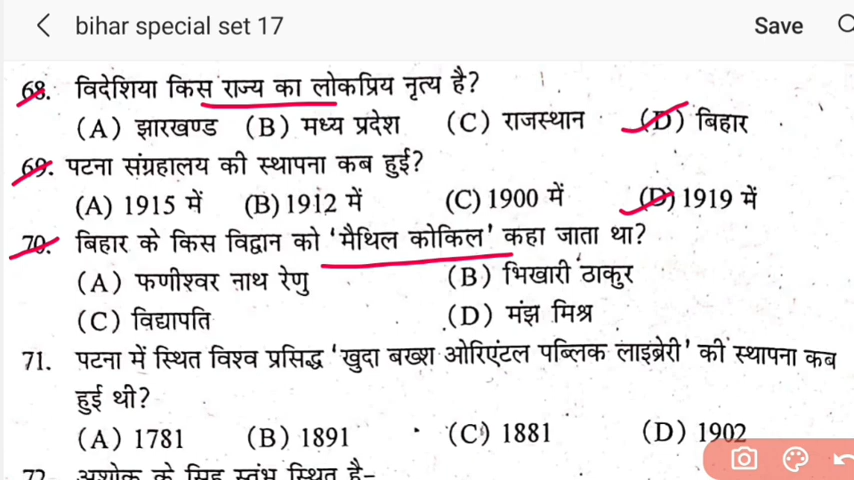 bihar special set 17
Save
68. विदेशिया किस राज्य का लोकप्रिय नृत्य है?
(A) झारखण्ड (B) मध्य प्रदेश (C) राजस्थान (D) बिहार
69. पटना संग्रहालय की स्थापना कब हुई?
(A) 1915 में (B) 1912 में (C) 1900 में (D) 1919 में
70. बिहार के किस विद्वान को ‘मैथिल कोकिल’ कहा जाता था?
(A) फणीश्वर नाथ रेणु (B) भिखारी ठाकुर
(C) विद्यापति (D) मंझ मिश्र
71. पटना में स्थित विश्व प्रसिद्ध ‘खुदा बख्श ओरिएंटल पब्लिक लाइब्रेरी’ की स्थापना कब
हुई थी?
(A) 1781 (B) 1891 (C) 1881 (D) 1902
72. अशोक के सिंह स्तंभ स्थित है–